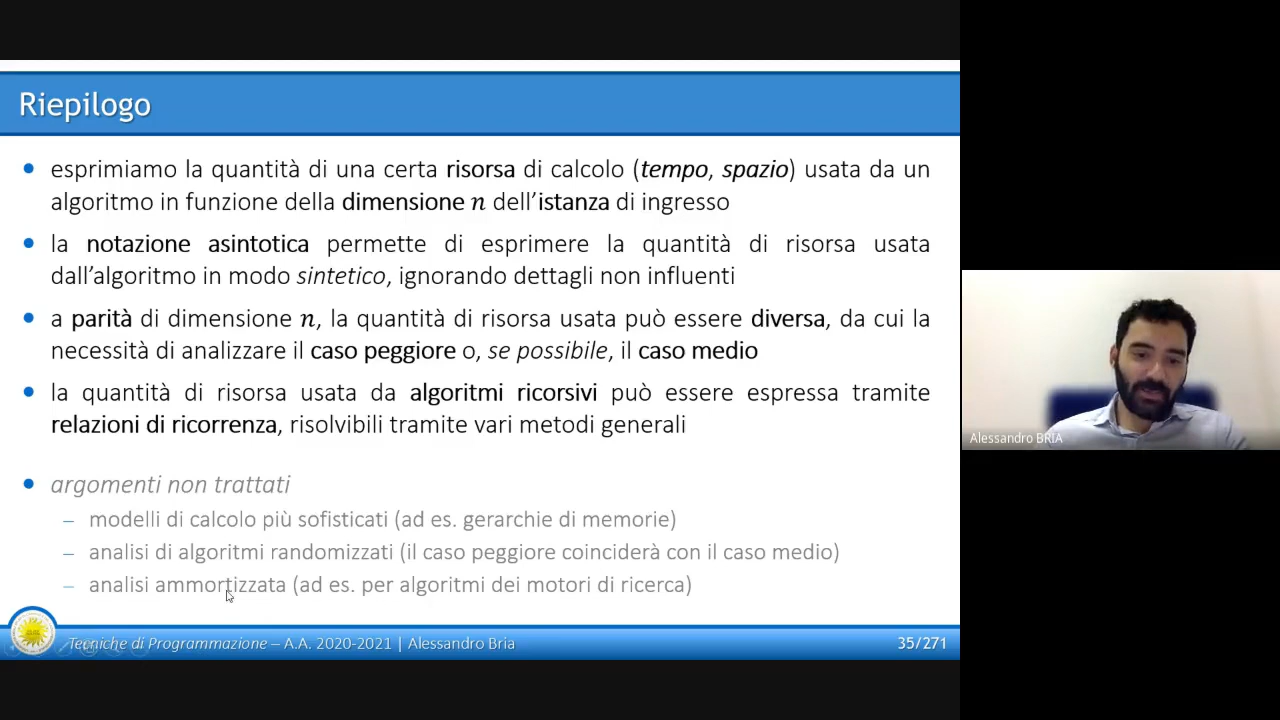 Riepilogo
esprimiamo la quantità di una certa risorsa di calcolo (tempo, spazio) usata da un
algoritmo in funzione della dimensione n dell'istanza di ingresso
la notazione asintotica permette di esprimere la quantità di risorsa usata
dall'algoritmo in modo sintetico, ignorando dettagli non influenti
a parità di dimensione n, la quantità di risorsa usata può essere diversa, da cui la
necessità di analizzare il caso peggiore o, se possibile, il caso medio
la quantità di risorsa usata da algoritmi ricorsivi può essere espressa tramite
relazioni di ricorrenza, risolvibili tramite vari metodi generali
argomenti non trattati
– modelli di calcolo più sofisticati (ad es. gerarchie di memorie)
– analisi di algoritmi randomizzati (il caso peggiore coinciderà con il caso medio)
– analisi ammortizzata (ad es. per algoritmi dei motori di ricerca)
Tecniche di Programmazione – A.A. 2020-2021 | Alessandro Bria
35/271
Alessandro BRIA